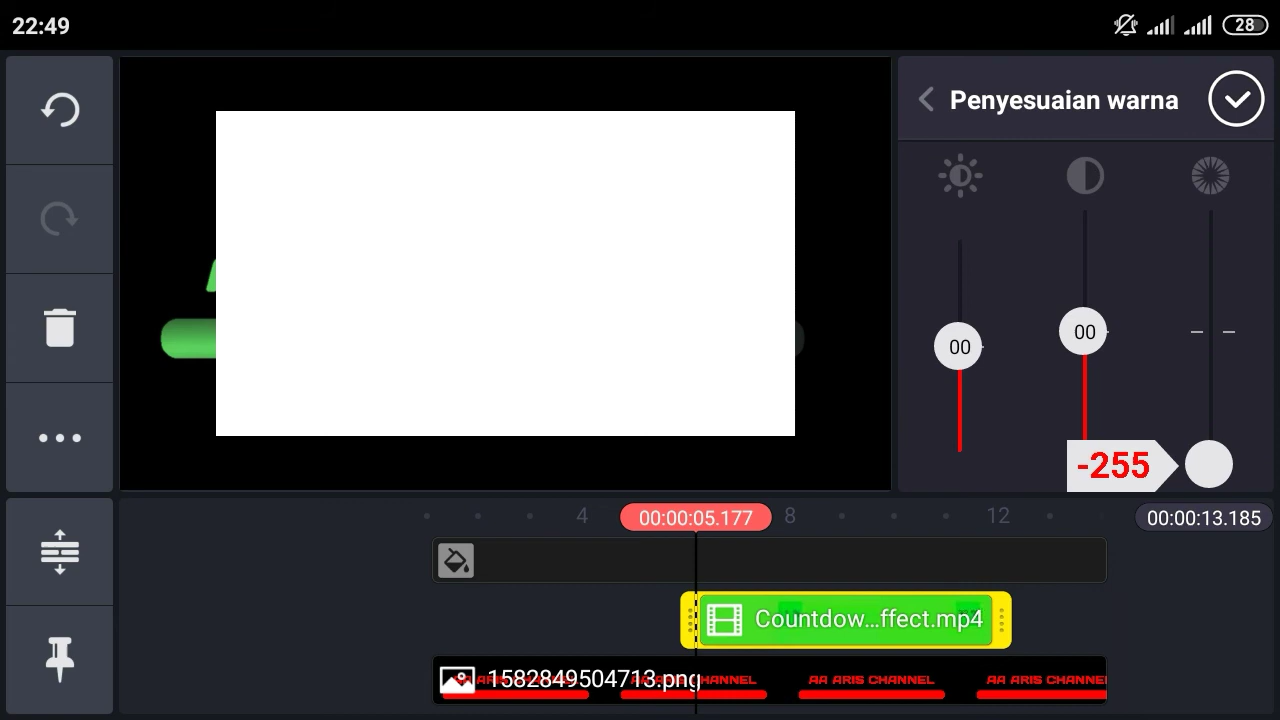 22:49
28
Penyesuaian warna
00
00
-255
4
00:00:05.177
8
12
00:00:13.185
Countdow...ffect.mp4
1582849504713.png
CHANNEL
AA ARIS CHANNEL
AA ARIS CHANNEL